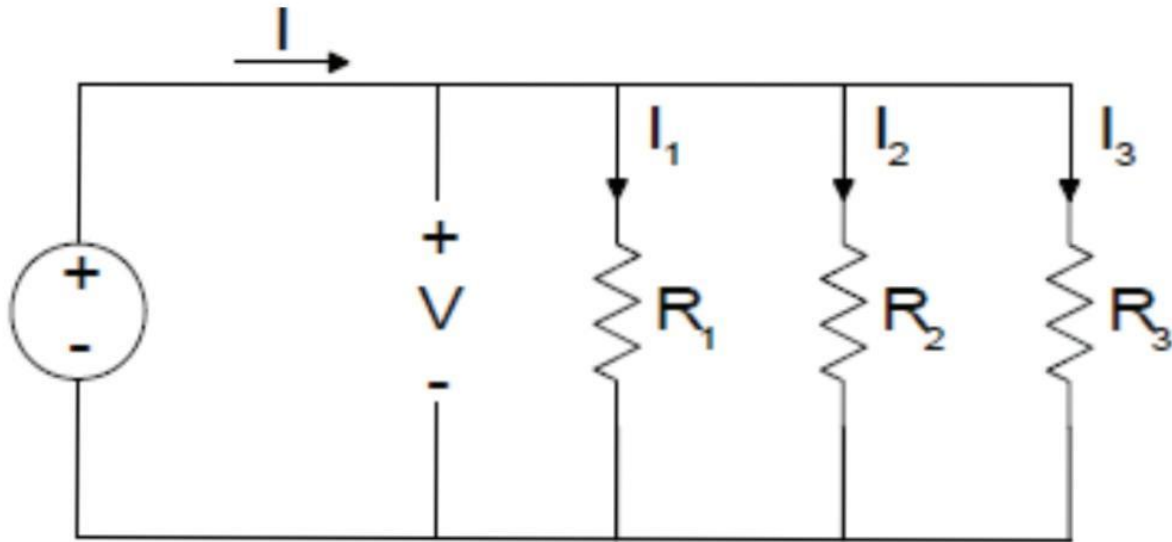 I
I₁ I₂ I₃
+ +
V R₁ R₂ R₃
- -